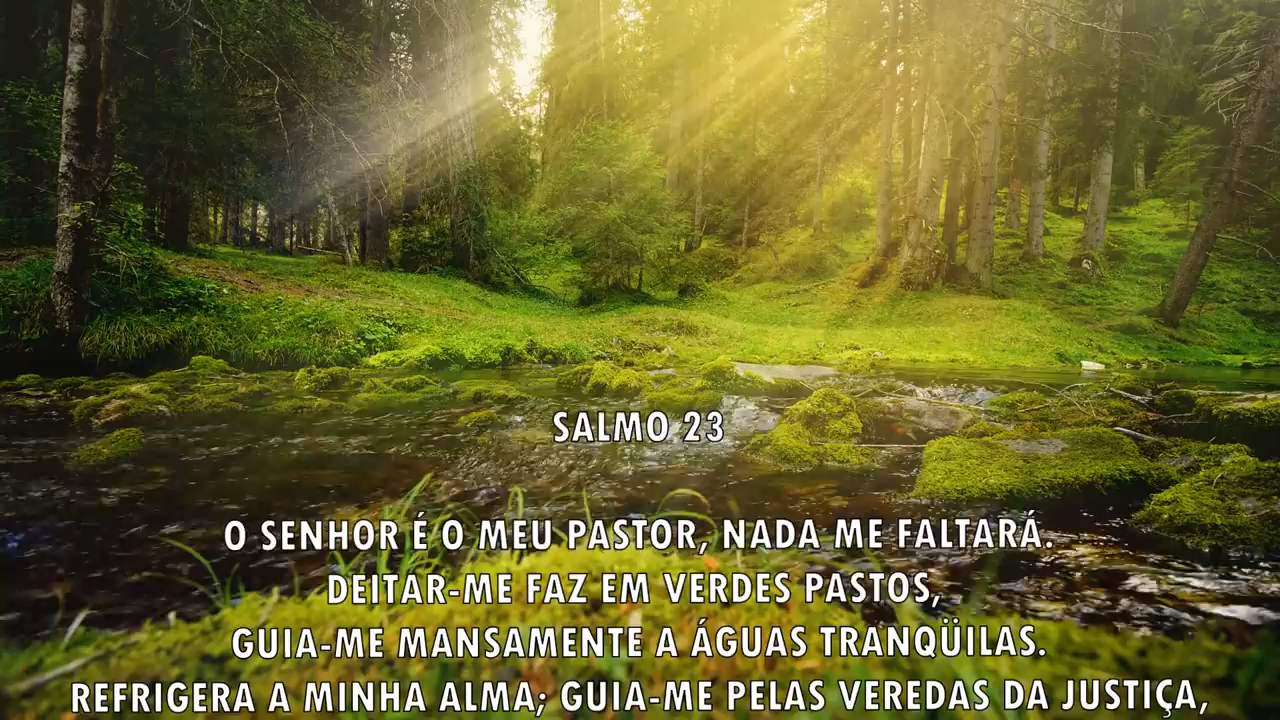 SALMO 23
O SENHOR É O MEU PASTOR, NADA ME FALTARÁ.
DEITAR-ME FAZ EM VERDES PASTOS,
GUIA-ME MANSAMENTE A ÁGUAS TRANQÜILAS.
REFRIGERA A MINHA ALMA; GUIA-ME PELAS VEREDAS DA JUSTIÇA,